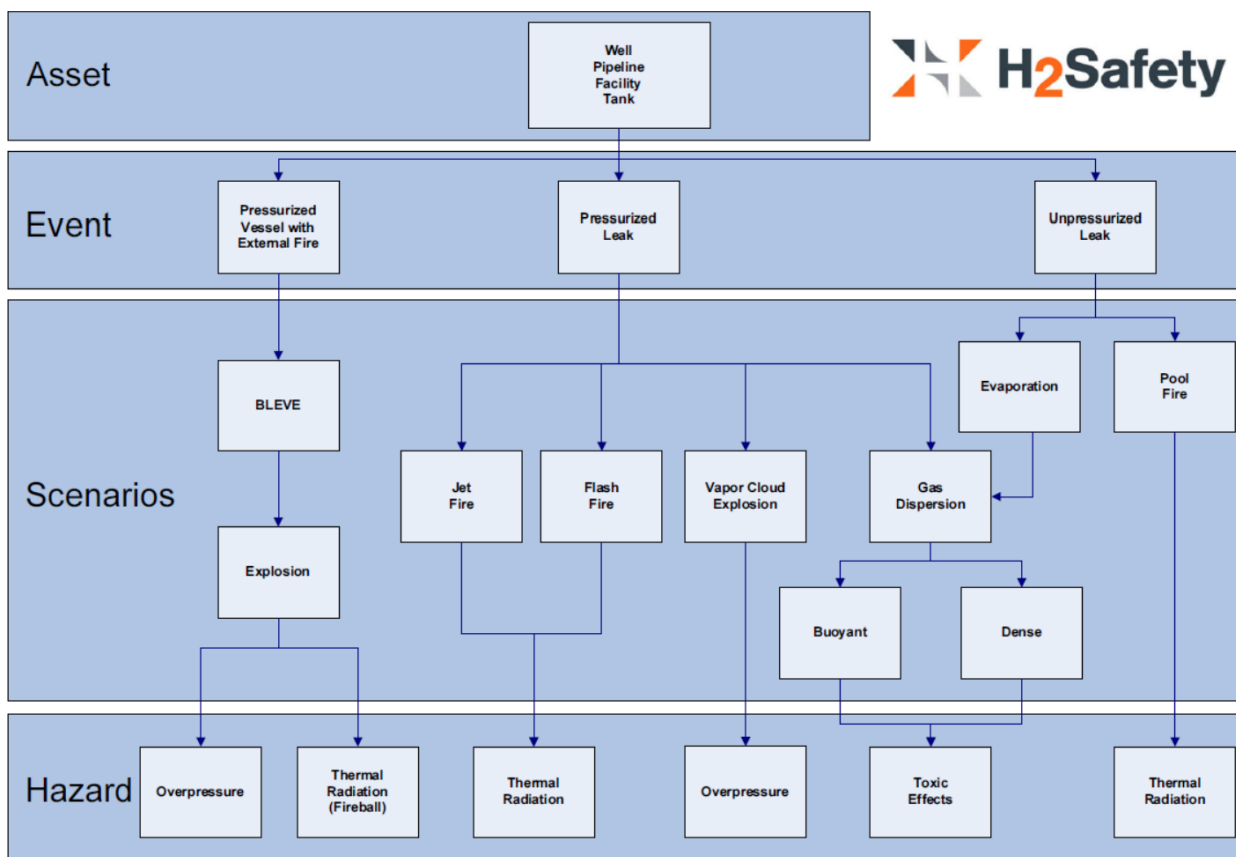 Asset
Well
Pipeline
Facility
Tank
H2Safety
Event
Pressurized
Vessel with
External Fire
Pressurized
Leak
Unpressurized
Leak
Scenarios
BLEVE
Evaporation
Pool
Fire
Jet
Fire
Flash
Fire
Vapor Cloud
Explosion
Gas
Dispersion
Explosion
Buoyant
Dense
Hazard
Overpressure
Thermal
Radiation
(Fireball)
Thermal
Radiation
Overpressure
Toxic
Effects
Thermal
Radiation